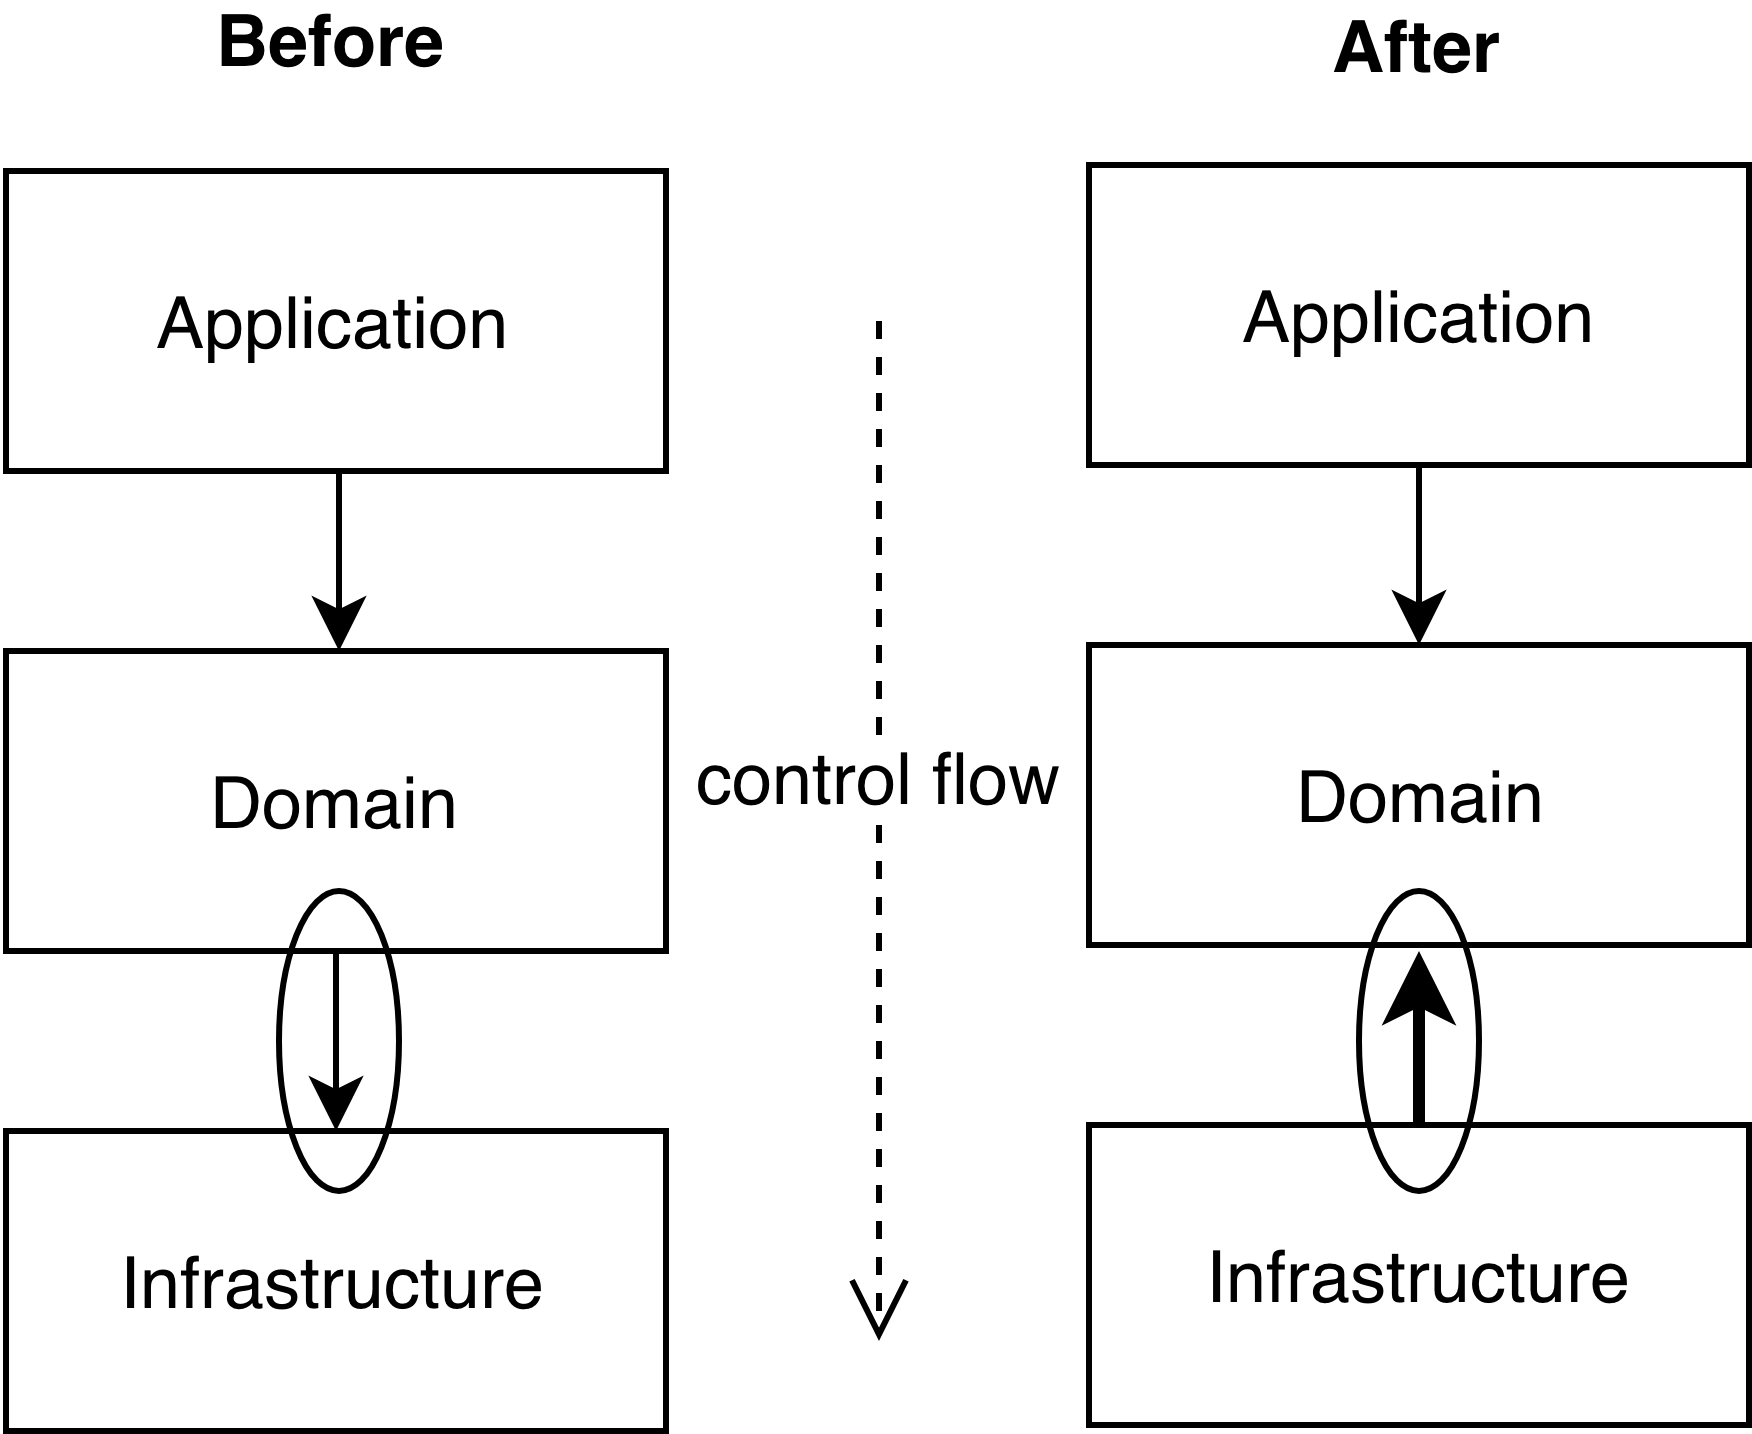 Before
Application
Domain
Infrastructure
control flow
After
Application
Domain
Infrastructure